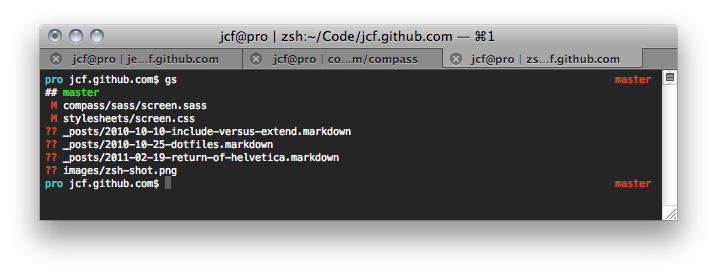 jcf@pro | zsh:~/Code/jcf.github.com — ⌘1
jcf@pro | je...f.github.com jcf@pro | co...m/compass jcf@pro | zs...f.github.com
pro jcf.github.com$ gs master
## master
 M compass/sass/screen.sass
 M stylesheets/screen.css
?? _posts/2010-10-10-include-versus-extend.markdown
?? _posts/2010-10-25-dotfiles.markdown
?? _posts/2011-02-19-return-of-helvetica.markdown
?? images/zsh-shot.png
pro jcf.github.com$ master